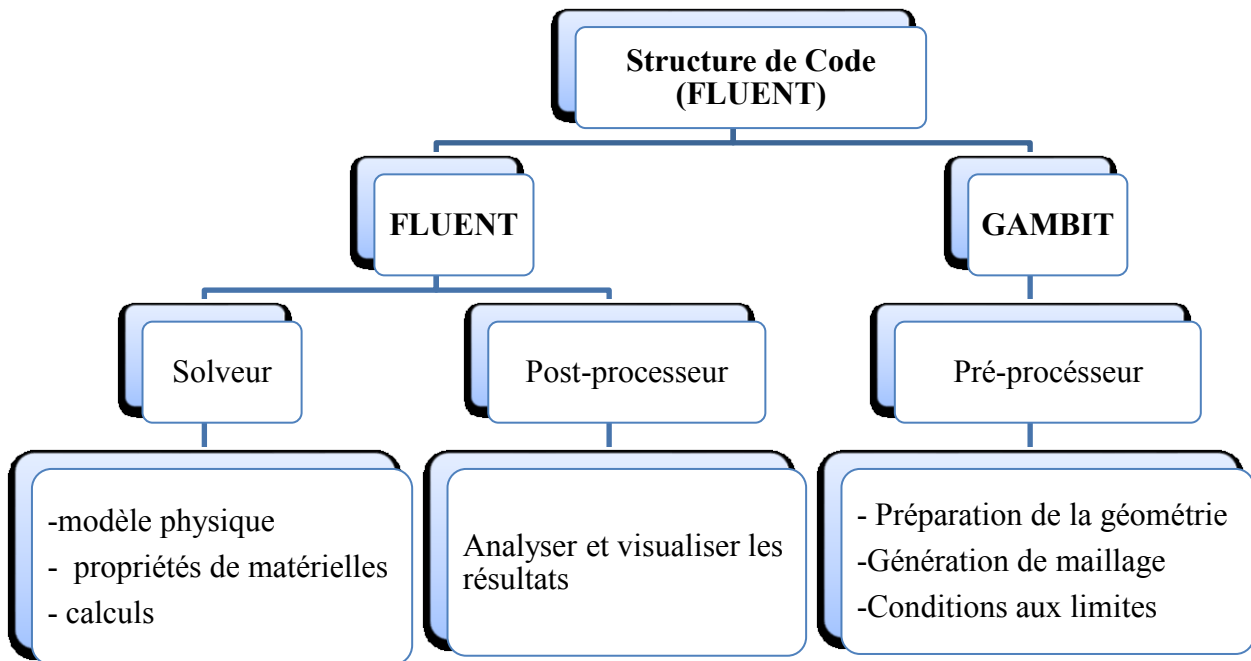 Structure de Code
(FLUENT)
FLUENT
GAMBIT
Solveur
Post-processeur
Pré-procésseur
-modèle physique
- propriétés de matérielles
- calculs
Analyser et visualiser les
résultats
- Préparation de la géométrie
-Génération de maillage
-Conditions aux limites